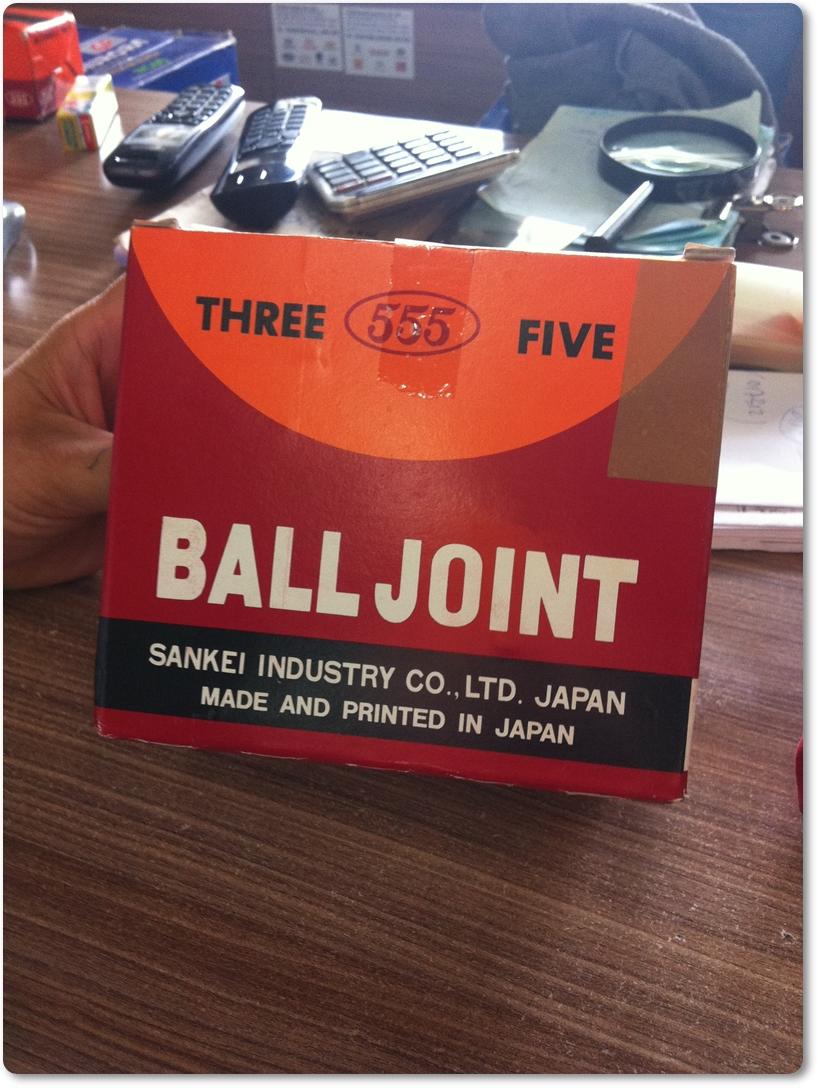 THREE 555 FIVE
BALL JOINT
SANKEI INDUSTRY CO.,LTD. JAPAN
MADE AND PRINTED IN JAPAN